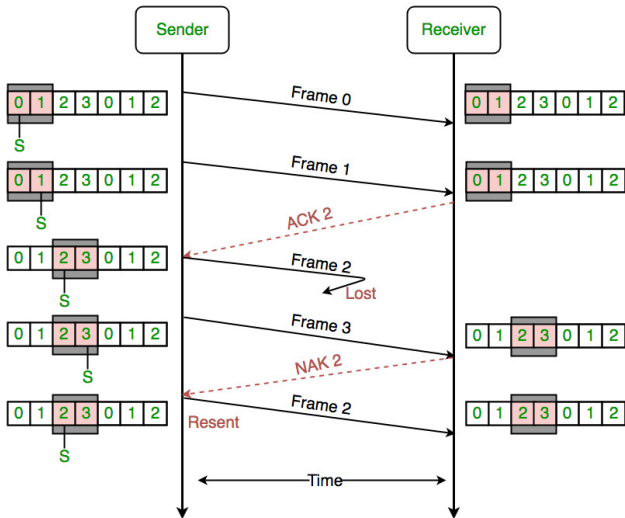 Sender
Receiver
0 1 2 3 0 1 2
S
Frame 0
0 1 2 3 0 1 2
0 1 2 3 0 1 2
S
Frame 1
0 1 2 3 0 1 2
ACK 2
0 1 2 3 0 1 2
S
Frame 2
Lost
0 1 2 3 0 1 2
S
Frame 3
0 1 2 3 0 1 2
NAK 2
0 1 2 3 0 1 2
S
Resent
Frame 2
0 1 2 3 0 1 2
Time